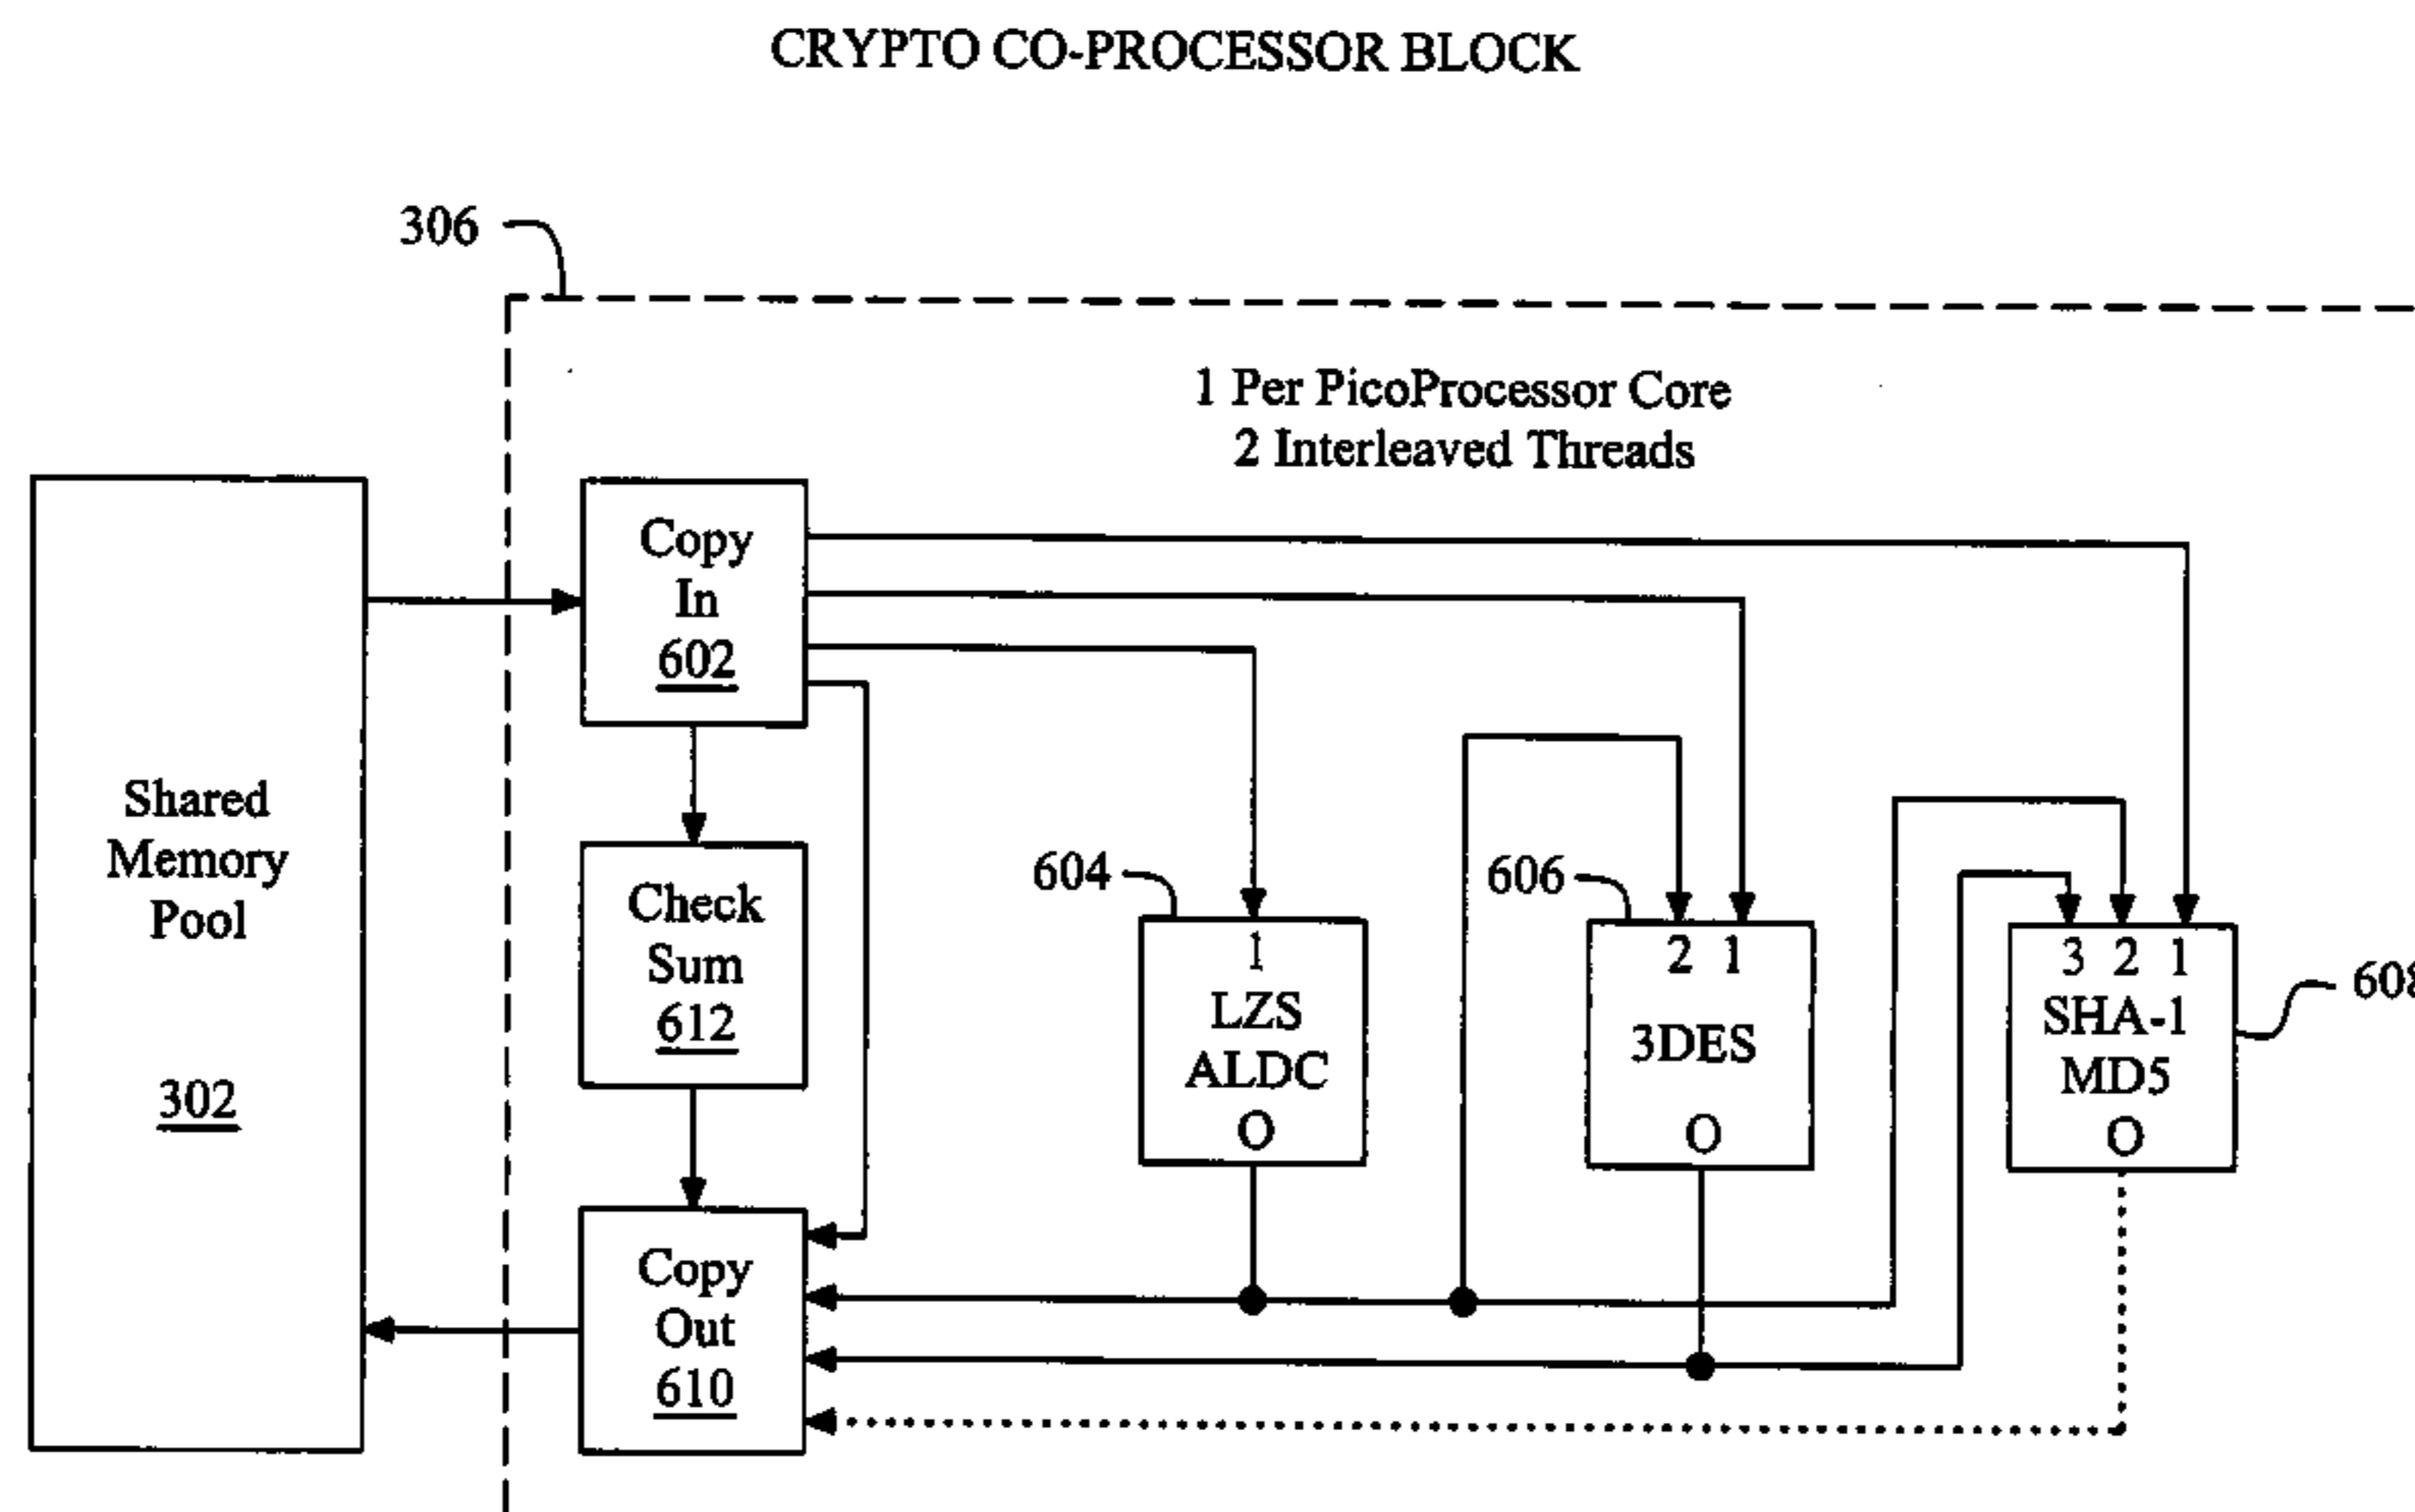 CRYPTO CO-PROCESSOR BLOCK
306
1 Per PicoProcessor Core
2 Interleaved Threads
Copy
In
602
Shared
Memory
Pool
302
Check
Sum
612
604
1
LZS
ALDC
O
606
2 1
3DES
O
3 2 1
SHA-1
MD5
O
608
Copy
Out
610